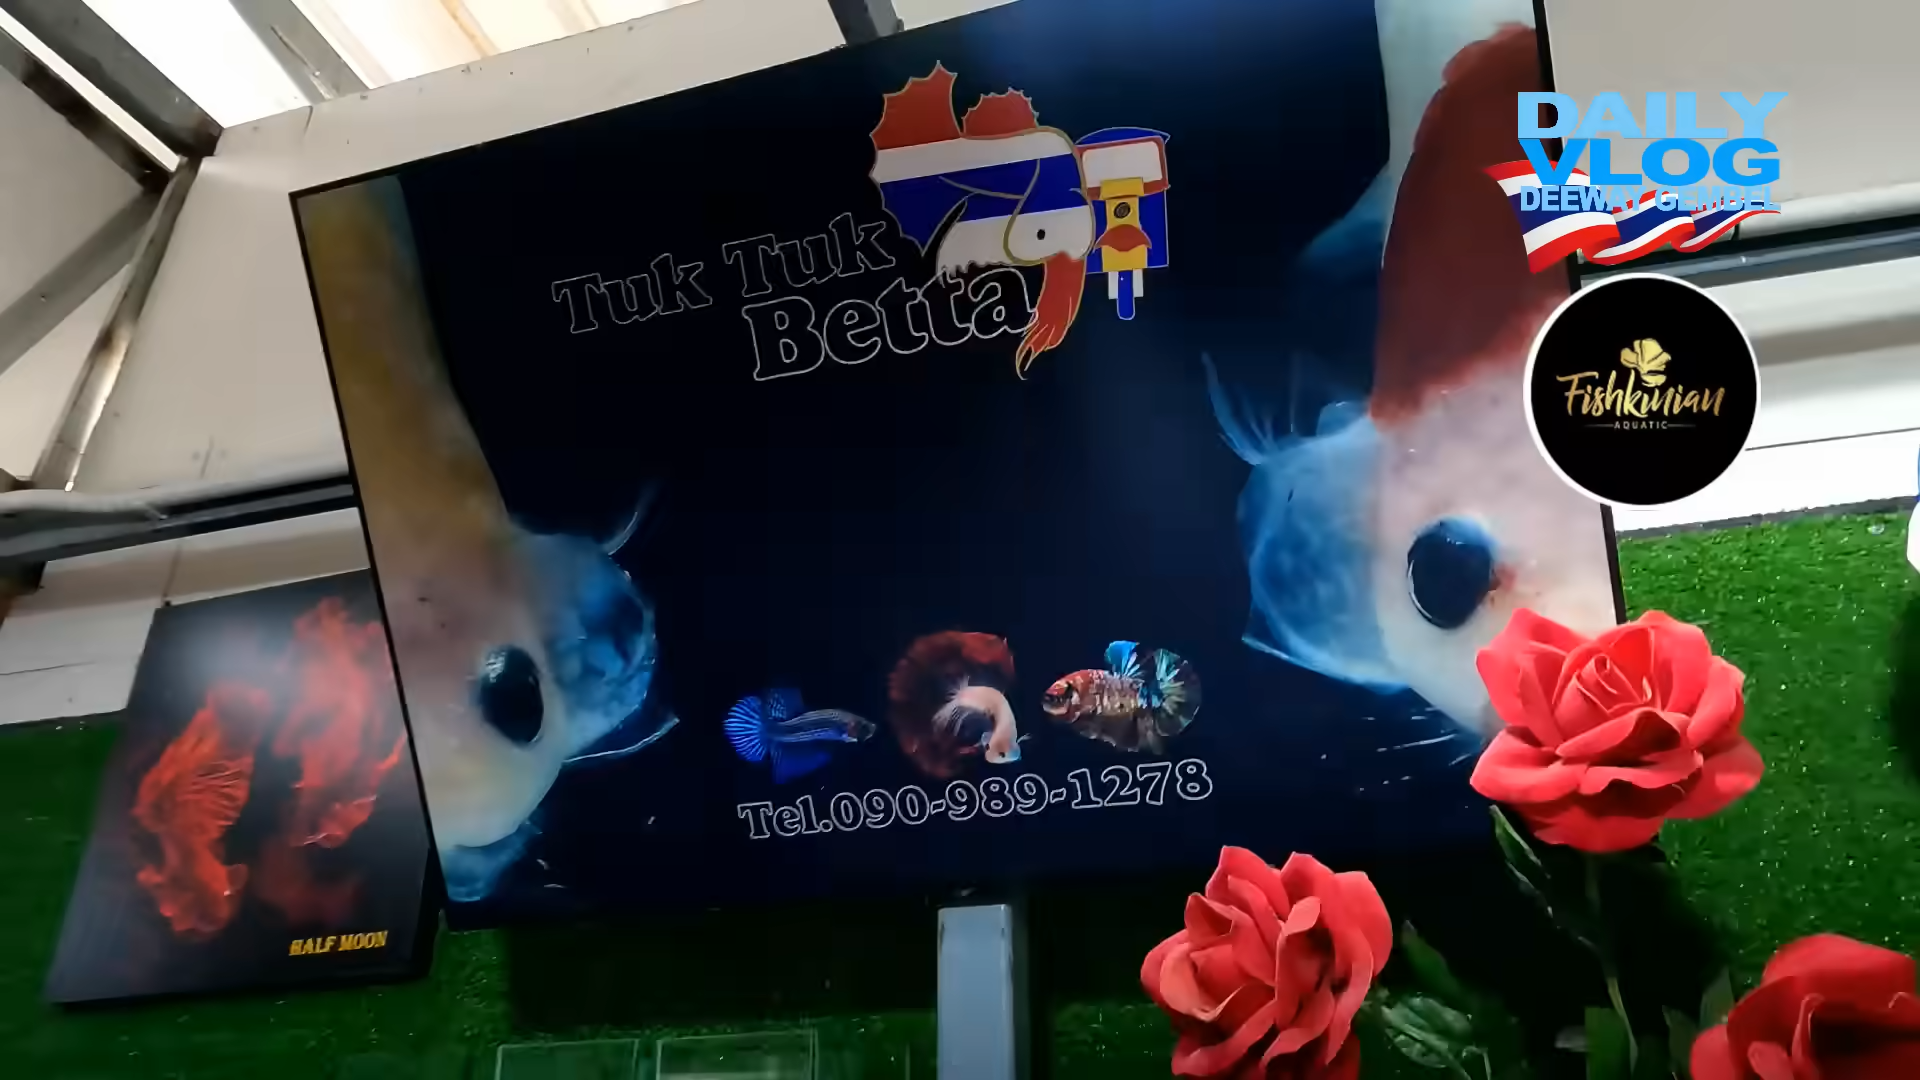 DAILY
VLOG
DEEWAY GEMBEL
Tuk Tuk
Betta
Fishkinian
AQUATIC
Tel.090-989-1278
HALF MOON